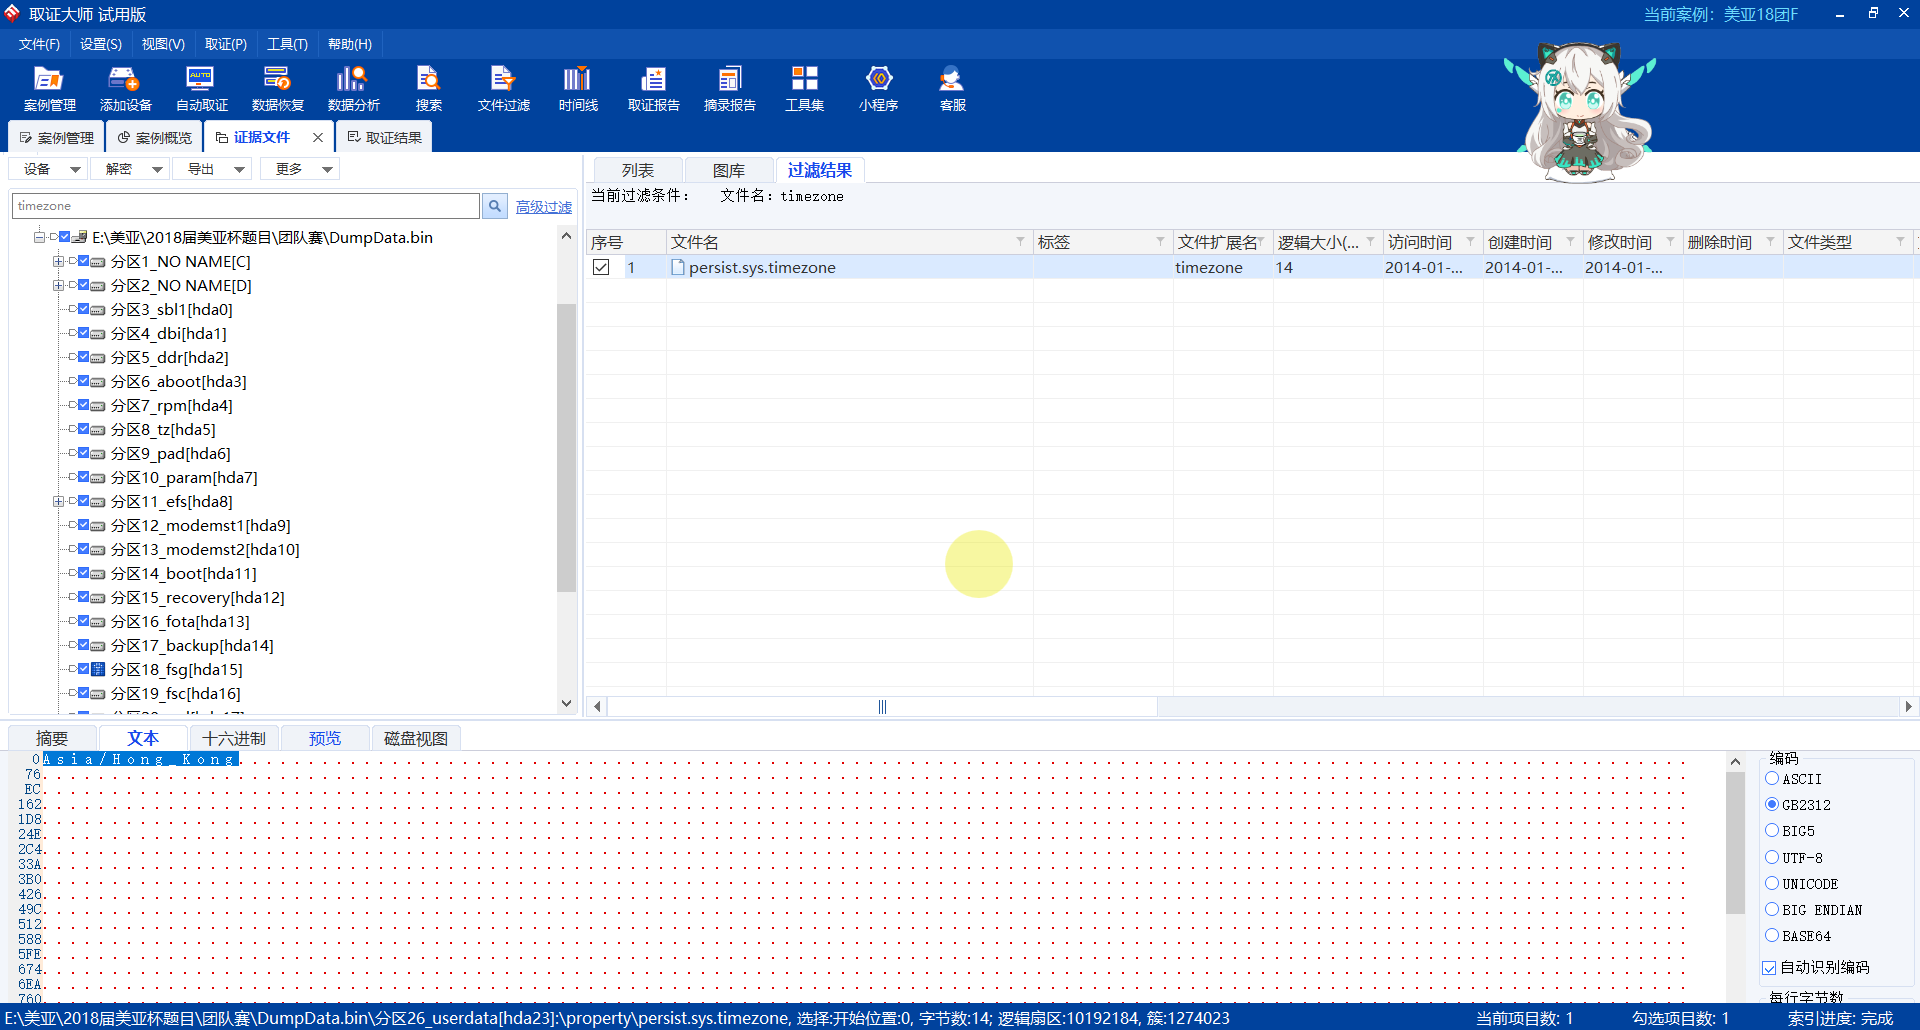 取证大师 试用版
当前案例：美亚18团F
文件(F) 设置(S) 视图(V) 取证(P) 工具(T) 帮助(H)
案例管理 添加设备 自动取证 数据恢复 数据分析 搜索 文件过滤 时间线 取证报告 摘录报告 工具集 小程序 客服
案例管理 案例概览 证据文件 取证结果
设备 解密 导出 更多
timezone 高级过滤
E:\美亚\2018届美亚杯题目\团队赛\DumpData.bin
分区1_NO NAME[C]
分区2_NO NAME[D]
分区3_sbl1[hda0]
分区4_dbi[hda1]
分区5_ddr[hda2]
分区6_aboot[hda3]
分区7_rpm[hda4]
分区8_tz[hda5]
分区9_pad[hda6]
分区10_param[hda7]
分区11_efs[hda8]
分区12_modemst1[hda9]
分区13_modemst2[hda10]
分区14_boot[hda11]
分区15_recovery[hda12]
分区16_fota[hda13]
分区17_backup[hda14]
分区18_fsg[hda15]
分区19_fsc[hda16]
列表 图库 过滤结果
当前过滤条件： 文件名：timezone
序号 文件名 标签 文件扩展名 逻辑大小(... 访问时间 创建时间 修改时间 删除时间 文件类型
1 persist.sys.timezone timezone 14 2014-01-... 2014-01-... 2014-01-...
摘要 文本 十六进制 预览 磁盘视图
0 Asia/Hong_Kong
76
EC
162
1D8
24E
2C4
33A
3B0
426
49C
512
588
5FE
674
6EA
760
编码
ASCII
GB2312
BIG5
UTF-8
UNICODE
BIG ENDIAN
BASE64
自动识别编码
每行字节数
E:\美亚\2018届美亚杯题目\团队赛\DumpData.bin\分区26_userdata[hda23]:\property\persist.sys.timezone, 选择:开始位置:0, 字节数:14; 逻辑扇区:10192184, 簇:1274023
当前项目数: 1 勾选项目数: 1 索引进度: 完成